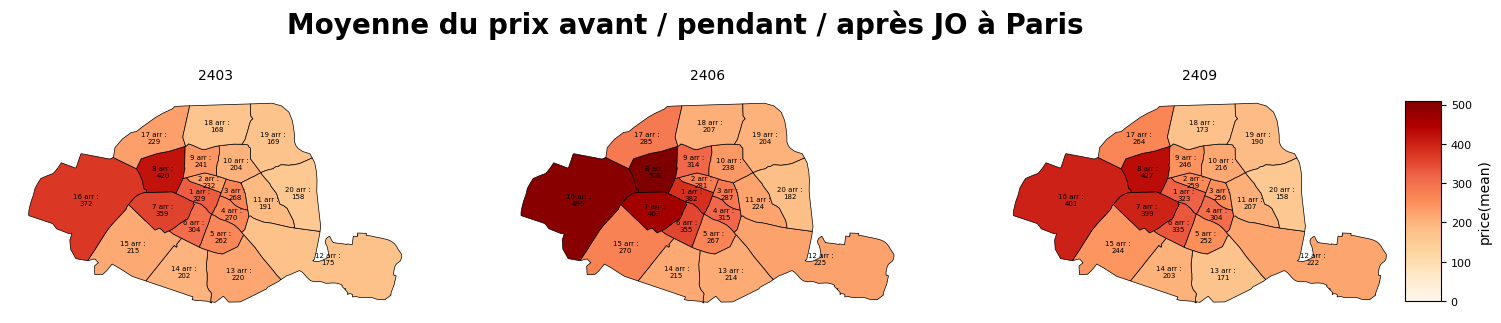 Moyenne du prix avant / pendant / après JO à Paris
2403
17 arr :
229
18 arr :
168
19 arr :
169
8 arr :
420
9 arr :
241
10 arr :
204
2 arr :
232
16 arr :
372
1 arr :
329
3 arr :
268
20 arr :
158
11 arr :
191
7 arr :
359
4 arr :
270
6 arr :
304
5 arr :
262
15 arr :
215
12 arr :
175
14 arr :
202
13 arr :
220
2406
17 arr :
285
18 arr :
207
19 arr :
204
8 arr :
9 arr :
314
10 arr :
238
2 arr :
281
16 arr :
1 arr :
382
3 arr :
287
20 arr :
182
11 arr :
224
7 arr :
467
4 arr :
315
6 arr :
355
5 arr :
267
15 arr :
270
12 arr :
225
14 arr :
215
13 arr :
214
2409
17 arr :
264
18 arr :
173
19 arr :
190
8 arr :
427
9 arr :
246
10 arr :
216
2 arr :
259
16 arr :
401
1 arr :
323
3 arr :
256
20 arr :
158
11 arr :
207
7 arr :
399
4 arr :
304
6 arr :
335
5 arr :
252
15 arr :
244
12 arr :
222
14 arr :
203
13 arr :
171
500
400
300
200
100
0
price(mean)